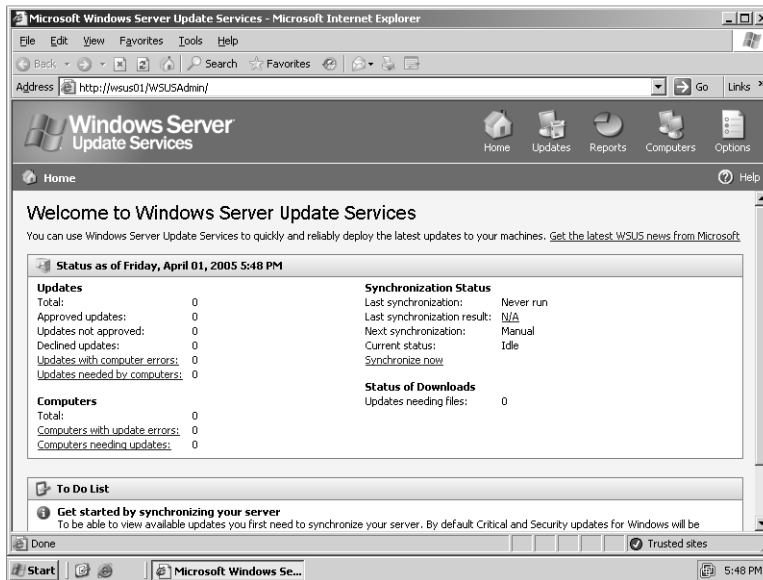 Microsoft Windows Server Update Services - Microsoft Internet Explorer
File Edit View Favorites Tools Help
Back Search Favorites
Address http://wsus01/WSUSAdmin/ Go Links »
Windows Server
Update Services
Home Updates Reports Computers Options
Home Help
Welcome to Windows Server Update Services
You can use Windows Server Update Services to quickly and reliably deploy the latest updates to your machines. Get the latest WSUS news from Microsoft
Status as of Friday, April 01, 2005 5:48 PM
Updates Synchronization Status
Total: 0 Last synchronization: Never run
Approved updates: 0 Last synchronization result: N/A
Updates not approved: 0 Next synchronization: Manual
Declined updates: 0 Current status: Idle
Updates with computer errors: 0 Synchronize now
Updates needed by computers: 0
Status of Downloads
Computers Updates needing files: 0
Total: 0
Computers with update errors: 0
Computers needing updates: 0
To Do List
Get started by synchronizing your server
To be able to view available updates you first need to synchronize your server. By default Critical and Security updates for Windows will be
Done Trusted sites
Start Microsoft Windows Se... 5:48 PM